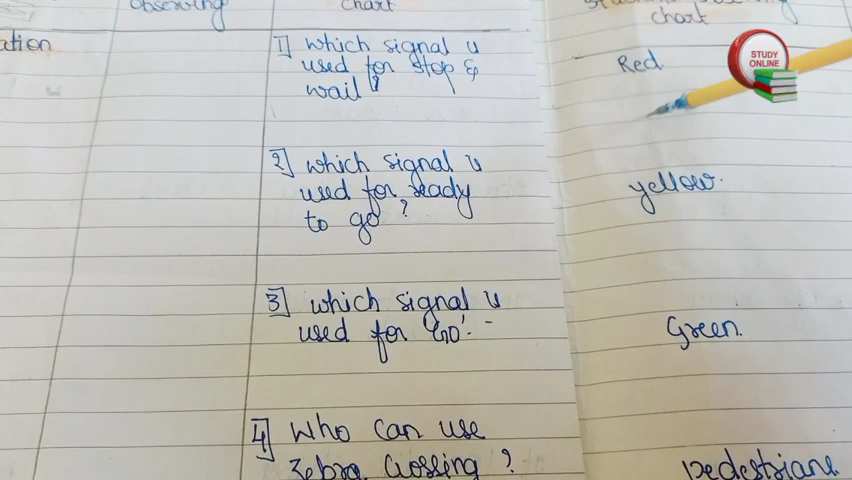 observing
chart
chart
ation
1] which signal is
used for stop &
wait?
Red
STUDY
ONLINE
2] which signal is
used for ready
to go ?
yellow.
3] which signal is
used for 'Go'.
Green.
4] Who can use
zebra crossing ?
Pedestrians